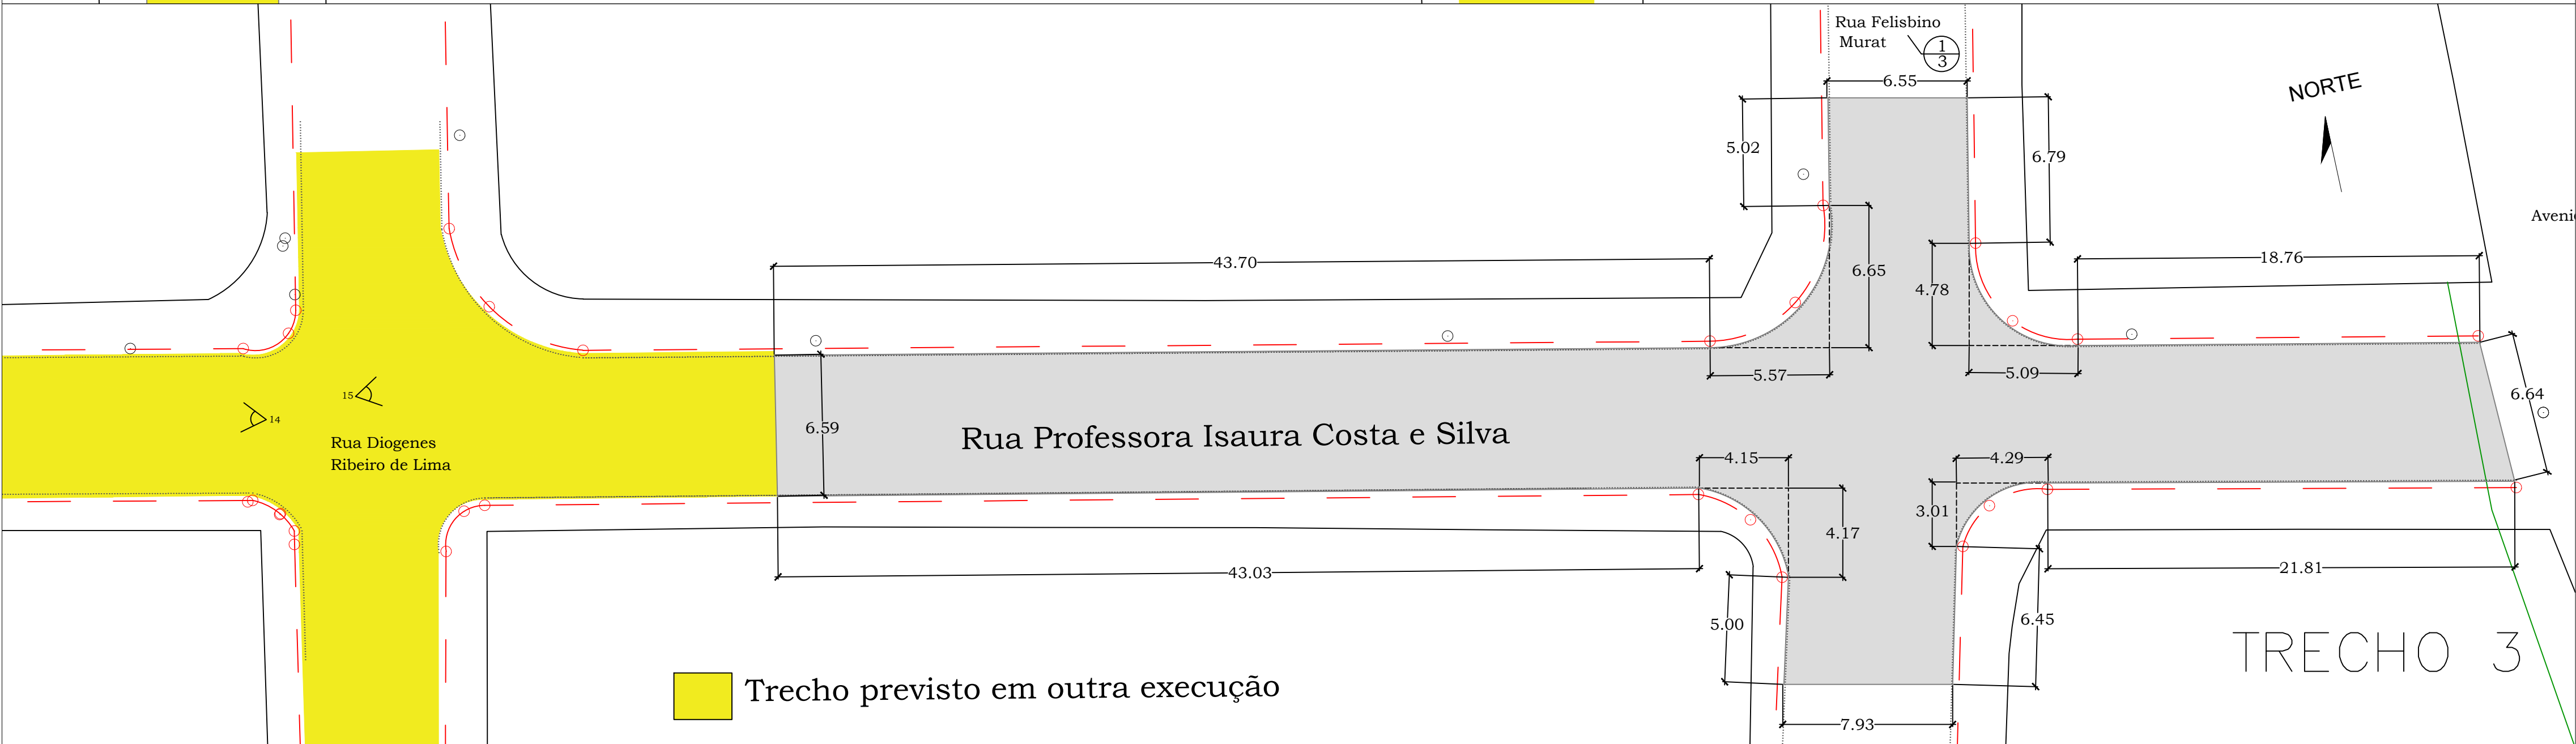 Rua Felisbino
Murat
1
3
6.55
NORTE
5.02
6.79
Aveni
43.70
6.65
4.78
18.76
5.57
5.09
6.64
15
14
6.59
Rua Diogenes
Ribeiro de Lima
Rua Professora Isaura Costa e Silva
4.15
4.29
4.17
3.01
43.03
21.81
5.00
6.45
TRECHO 3
Trecho previsto em outra execução
7.93